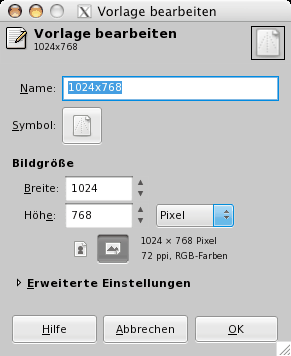 Vorlage bearbeiten
Vorlage bearbeiten
1024x768
Name: 1024x768
Symbol:
Bildgröße
Breite: 1024
Höhe: 768 Pixel
1024 × 768 Pixel
72 ppi, RGB-Farben
Erweiterte Einstellungen
Hilfe Abbrechen OK